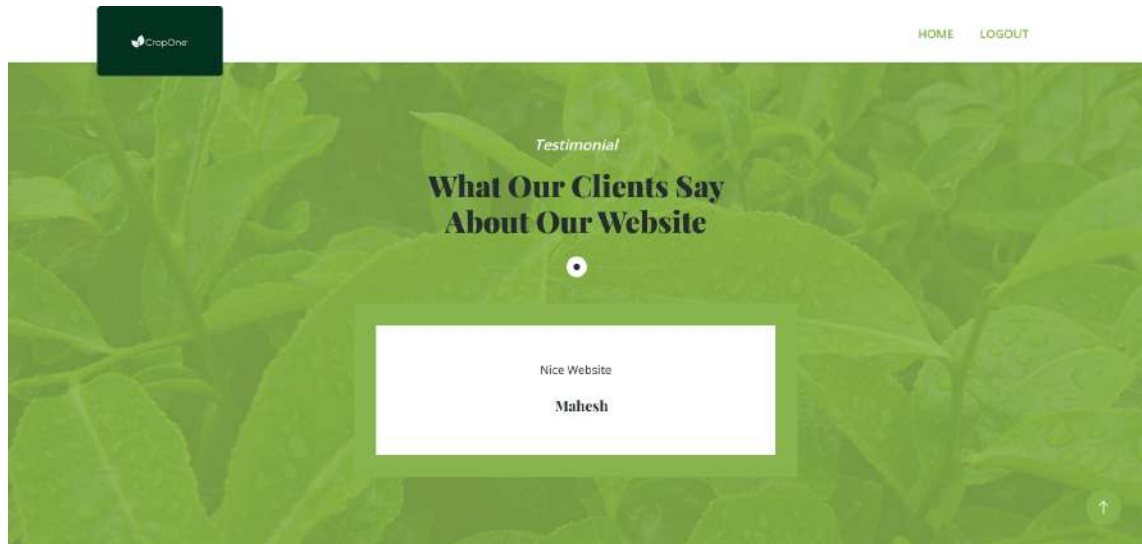 CropOne
HOME LOGOUT
Testimonial
What Our Clients Say
About Our Website
Nice Website
Mahesh